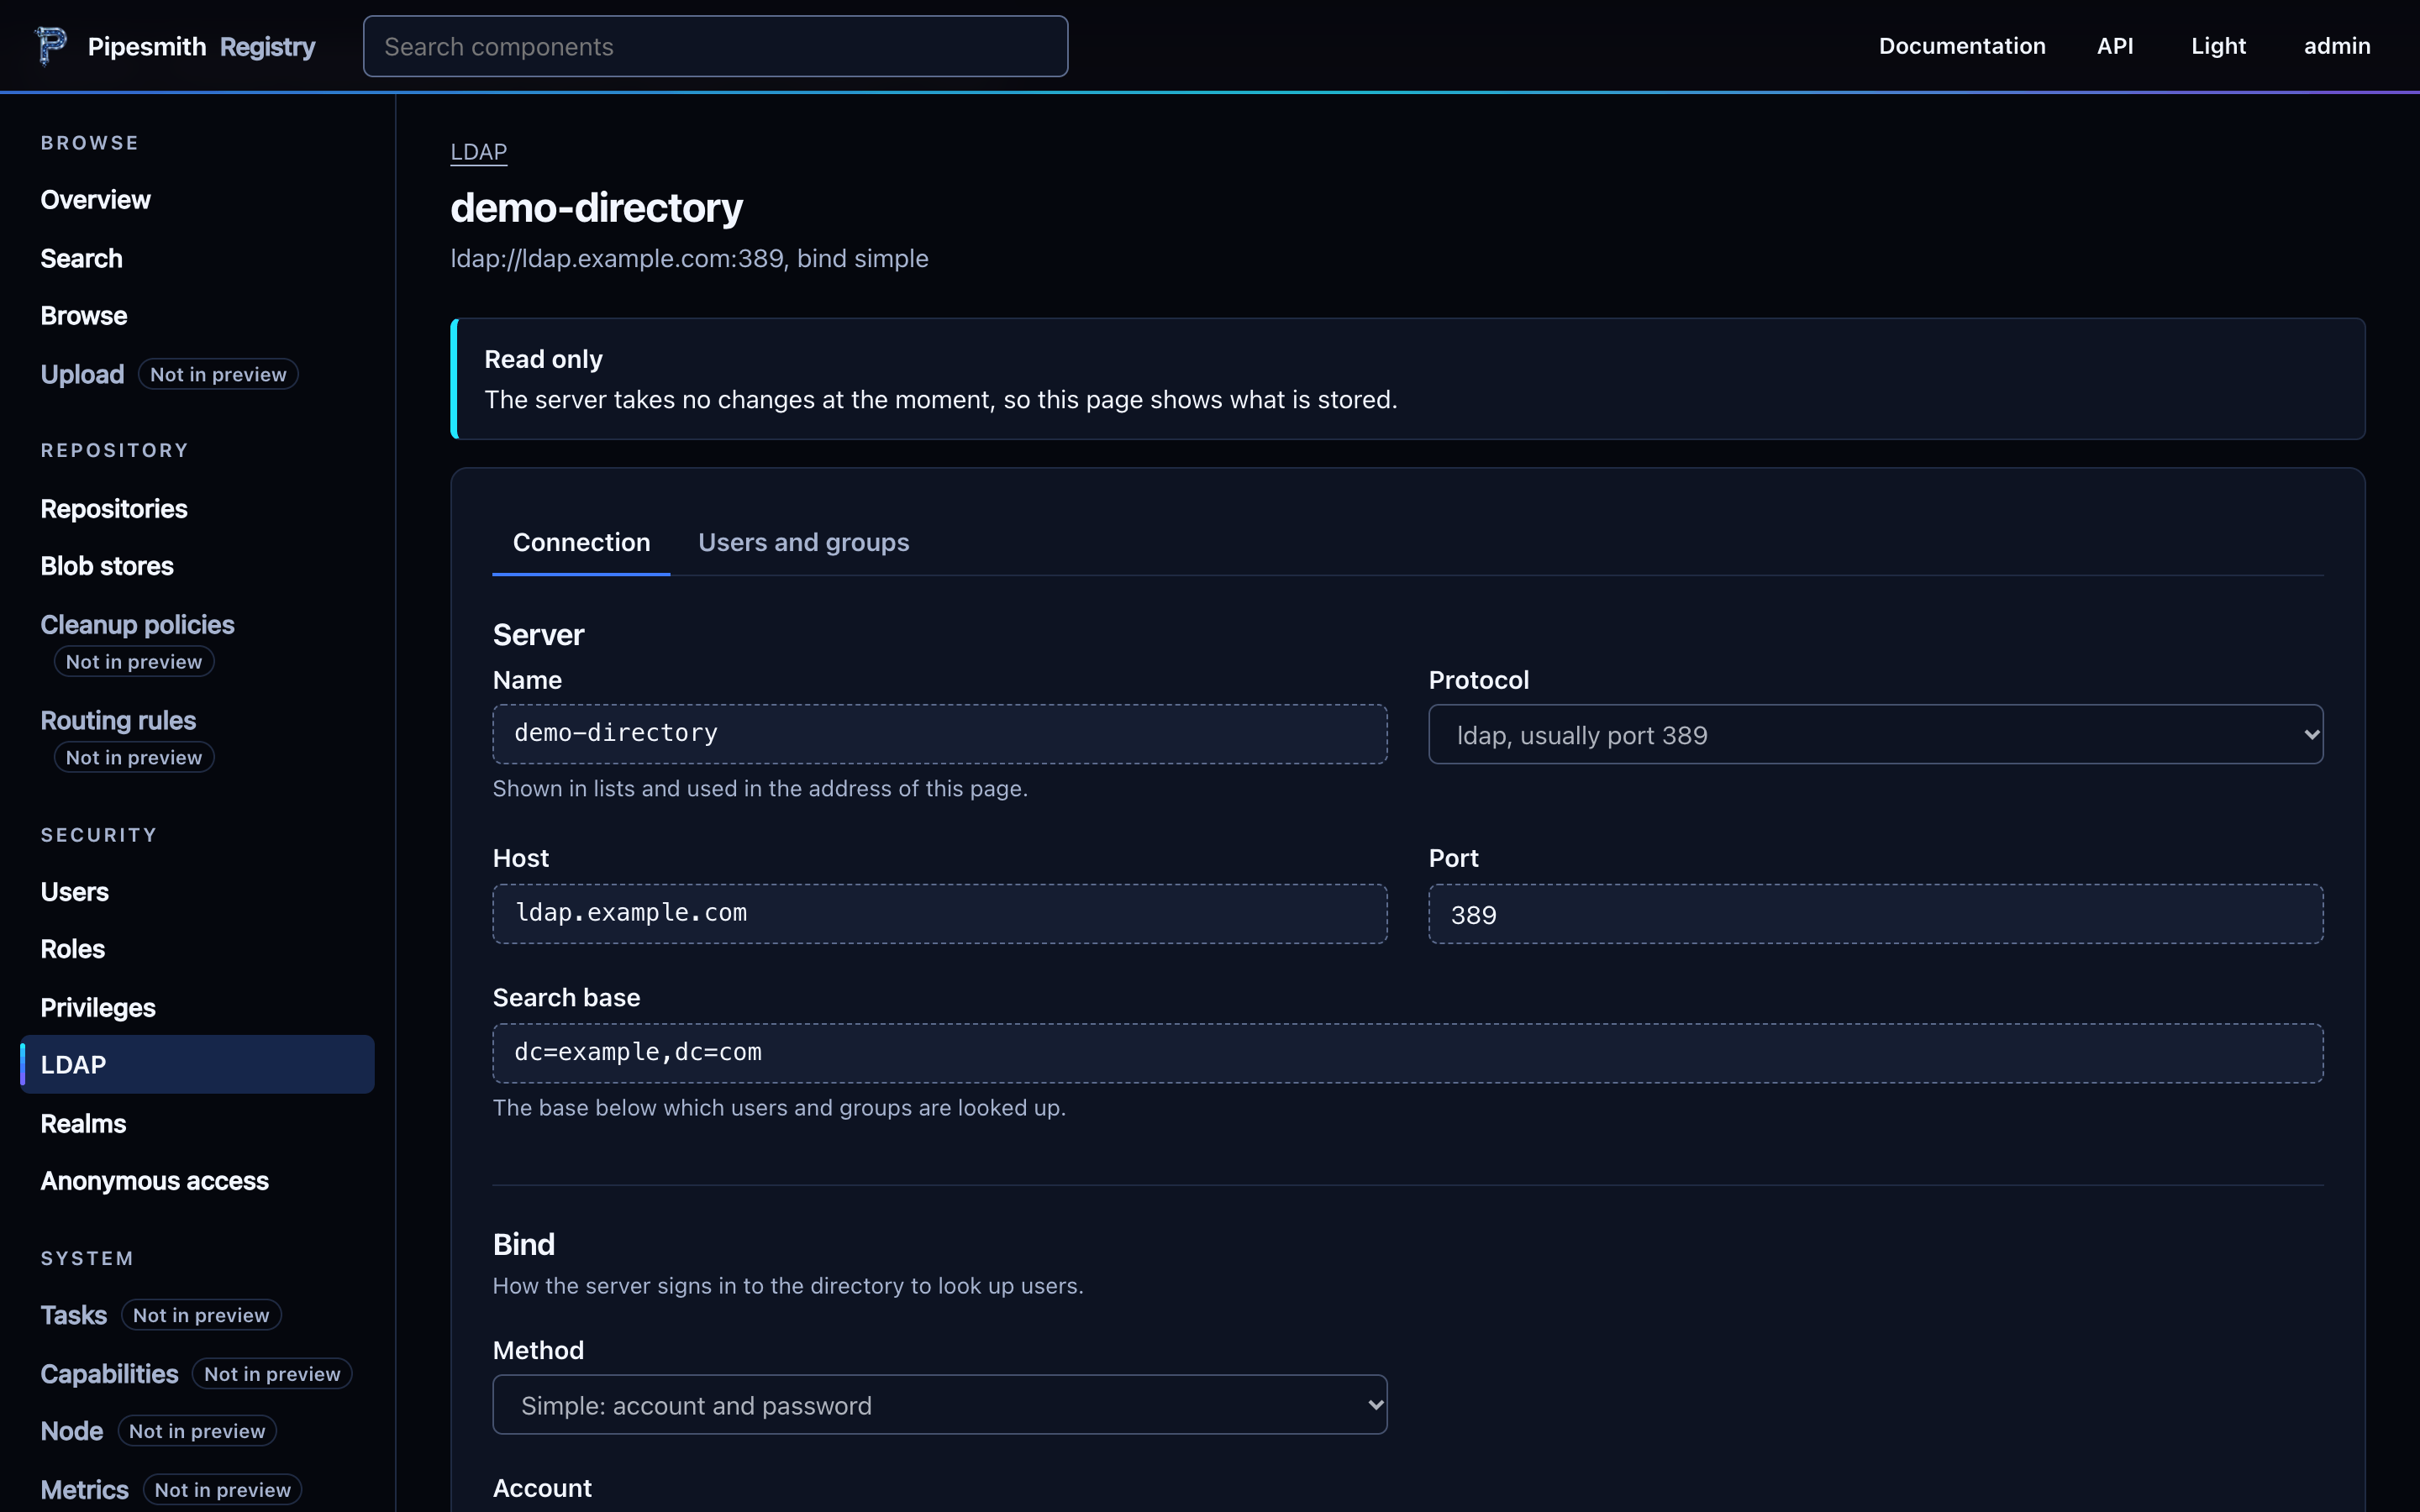 Pipesmith Registry
Search components
Documentation
API
Light
admin
BROWSE
Overview
Search
Browse
Upload Not in preview
REPOSITORY
Repositories
Blob stores
Cleanup policies
Not in preview
Routing rules
Not in preview
SECURITY
Users
Roles
Privileges
LDAP
Realms
Anonymous access
SYSTEM
Tasks Not in preview
Capabilities Not in preview
Node Not in preview
Metrics Not in preview
LDAP
demo-directory
ldap://ldap.example.com:389, bind simple
Read only
The server takes no changes at the moment, so this page shows what is stored.
Connection
Users and groups
Server
Name
demo-directory
Shown in lists and used in the address of this page.
Protocol
ldap, usually port 389
Host
ldap.example.com
Port
389
Search base
dc=example,dc=com
The base below which users and groups are looked up.
Bind
How the server signs in to the directory to look up users.
Method
Simple: account and password
Account